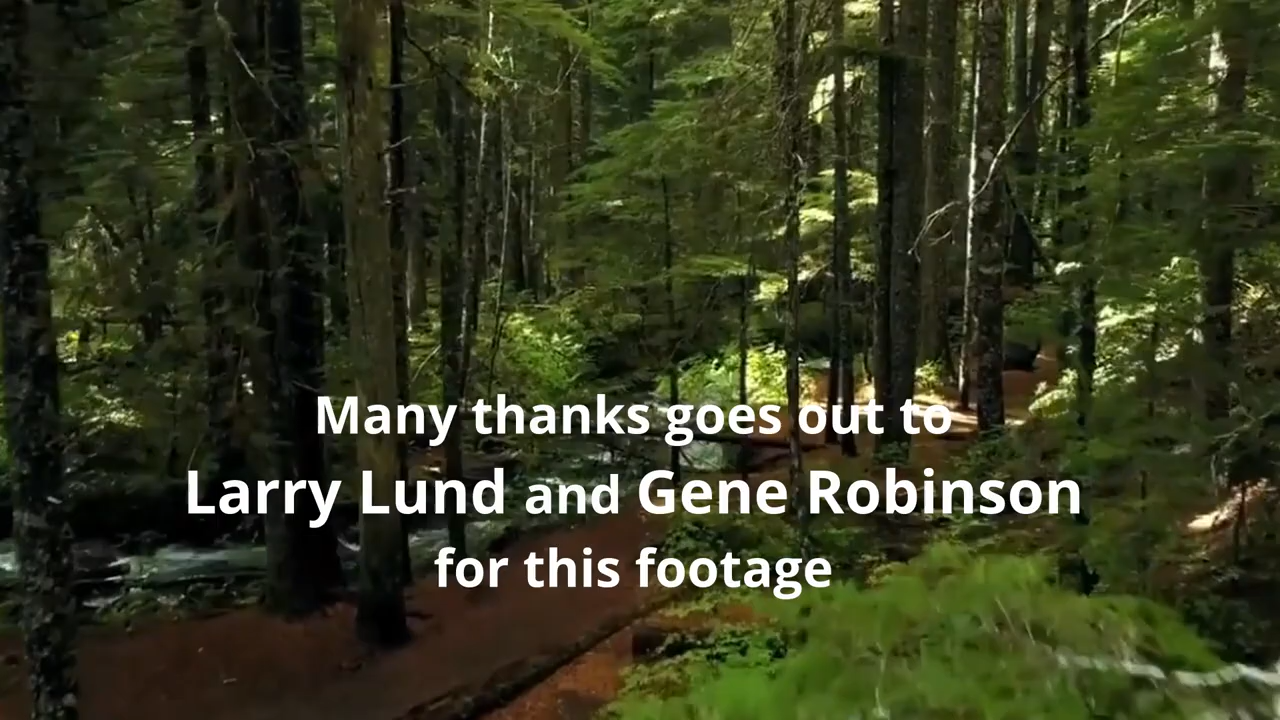 Many thanks goes out to
Larry Lund and Gene Robinson
for this footage